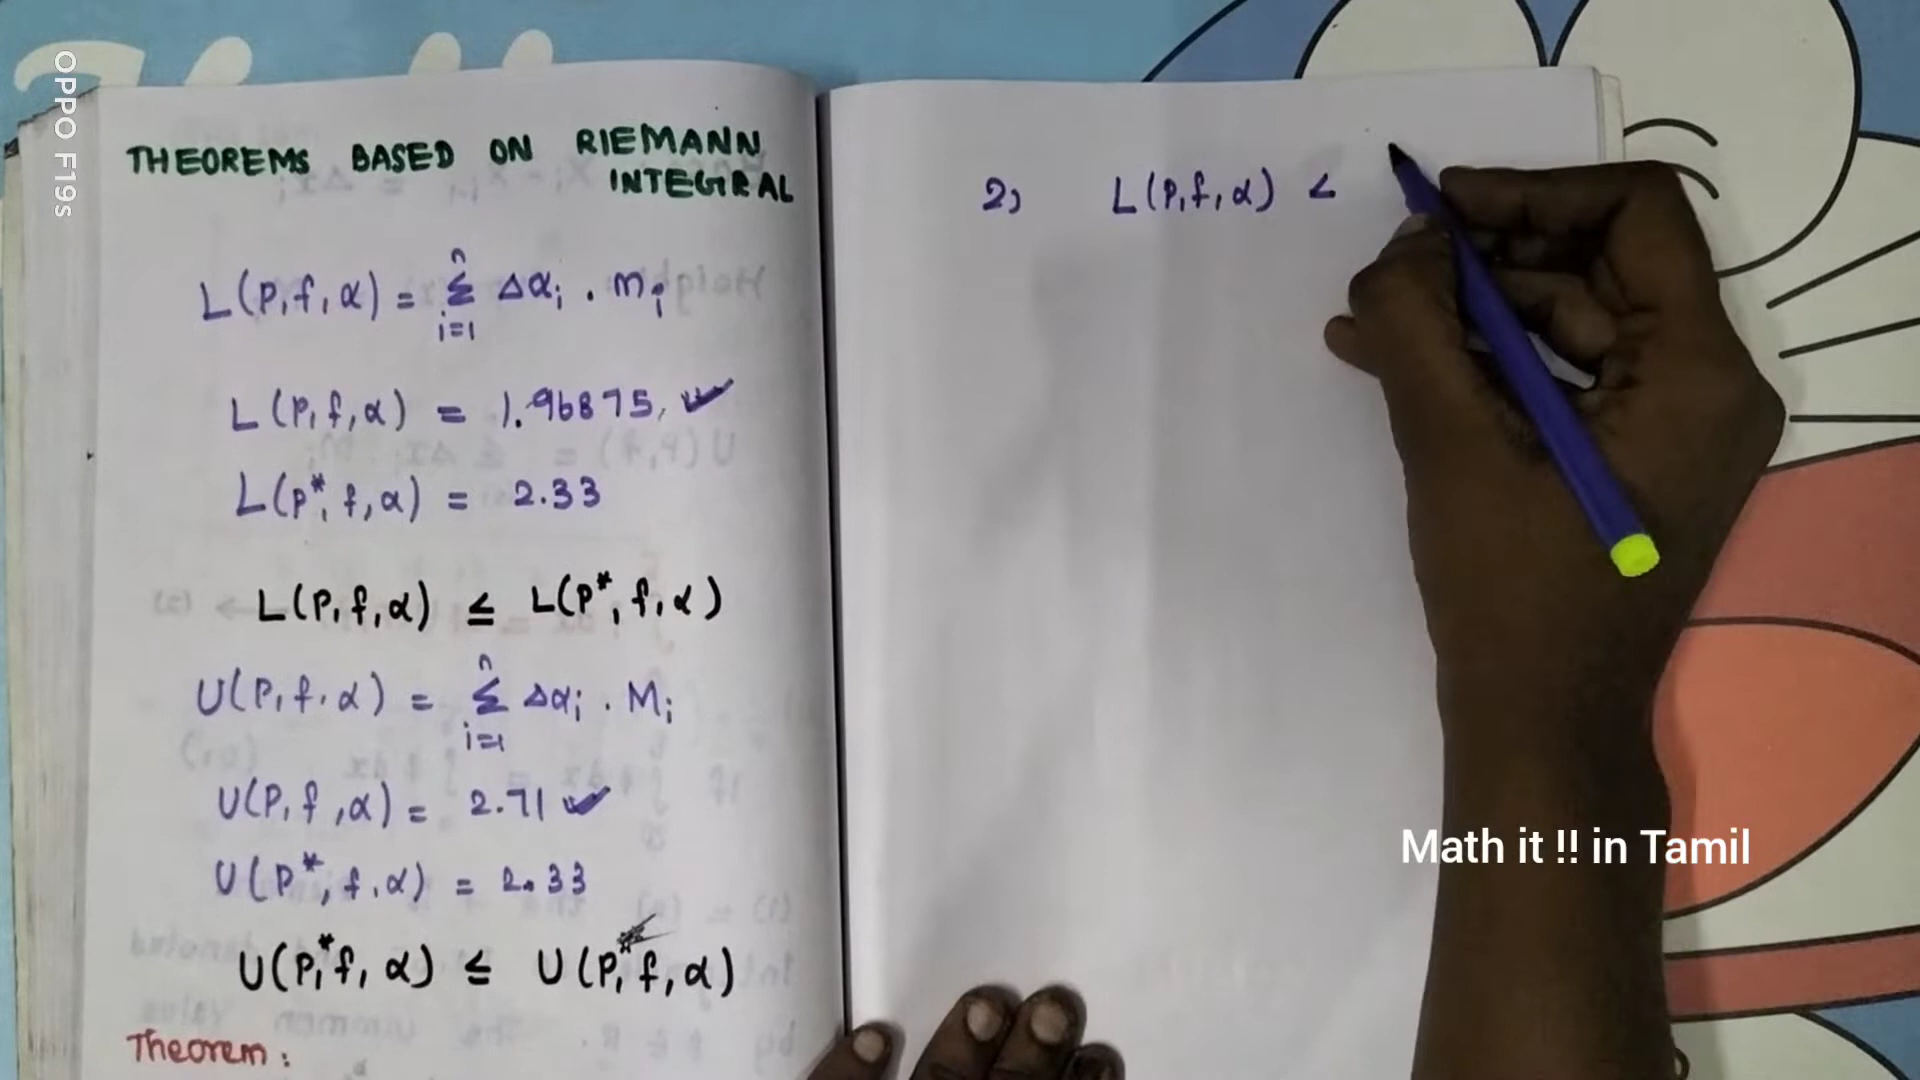 OPPO F19s
THEOREMS BASED ON RIEMANN
INTEGRAL
L(P,f,α) = n Σ i=1 Δαi . mi
L(P,f,α) = 1.96875, ✓
L(P*,f,α) = 2.33
L(P,f,α) ≤ L(P*,f,α)
U(P,f,α) = n Σ i=1 Δαi . Mi
U(P,f,α) = 2.71 ✓
U(P*,f,α) = 2.33
U(P*,f,α) ≤ U(P,f,α)
Theorem:
2) L(P,f,α) <
Math it !! in Tamil